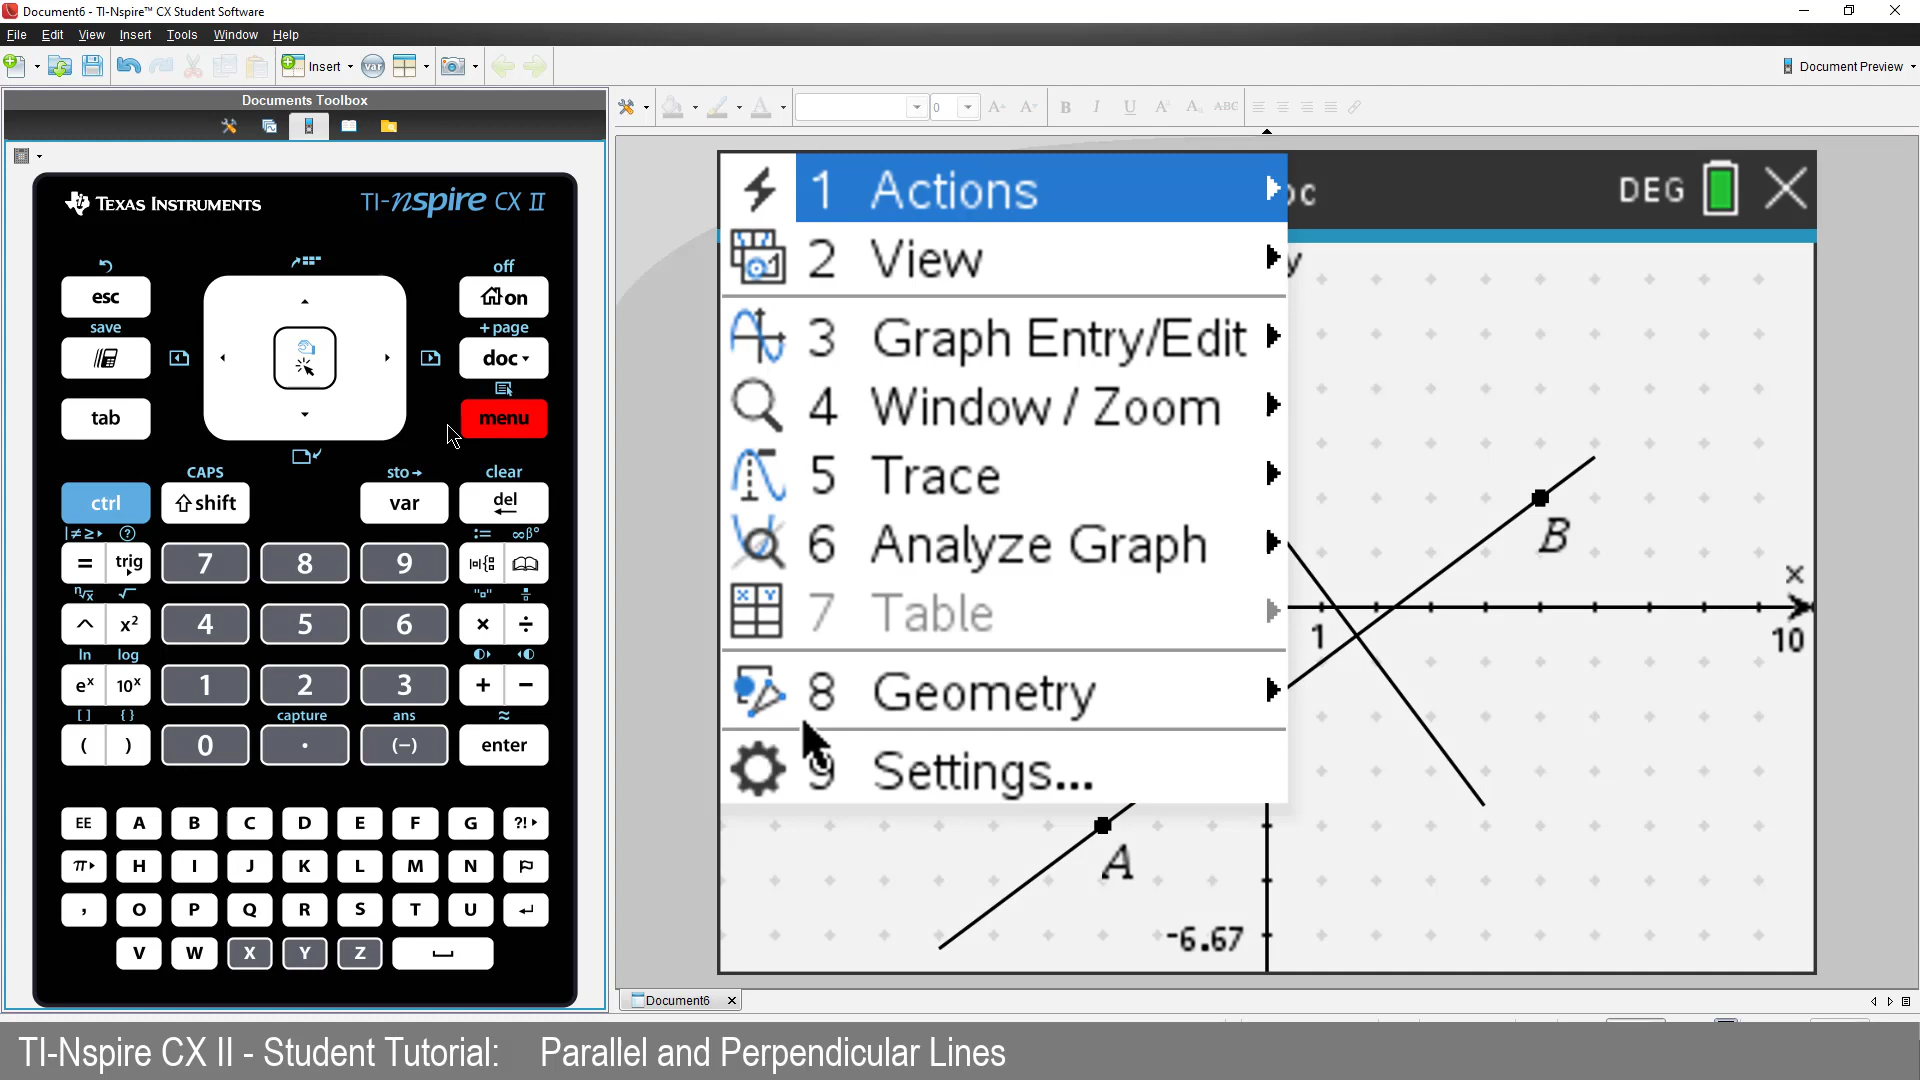 Document6 - TI-Nspire™ CX Student Software
File Edit View Insert Tools Window Help
Insert var Document Preview
Documents Toolbox
0 A+ A- B I U ABC
TEXAS INSTRUMENTS TI-nspire CX II
off
esc on
save + page
doc
tab menu
CAPS sto→ clear
ctrl shift var del
|≠≥▸ ? := ∞β°
= trig 7 8 9
ⁿ√x √ "▫"
^ x² 4 5 6 × ÷
ln log
eˣ 10ˣ 1 2 3 + −
[ ] { } capture ans ≈
( ) 0 . (−) enter
EE A B C D E F G ?!▸
π▸ H I J K L M N
, O P Q R S T U ↵
V W X Y Z
1 Actions
2 View
3 Graph Entry/Edit
4 Window / Zoom
5 Trace
6 Analyze Graph
7 Table
8 Geometry
9 Settings...
oc DEG
y
B
x
1 10
A
-6.67
Document6
TI-Nspire CX II - Student Tutorial: Parallel and Perpendicular Lines